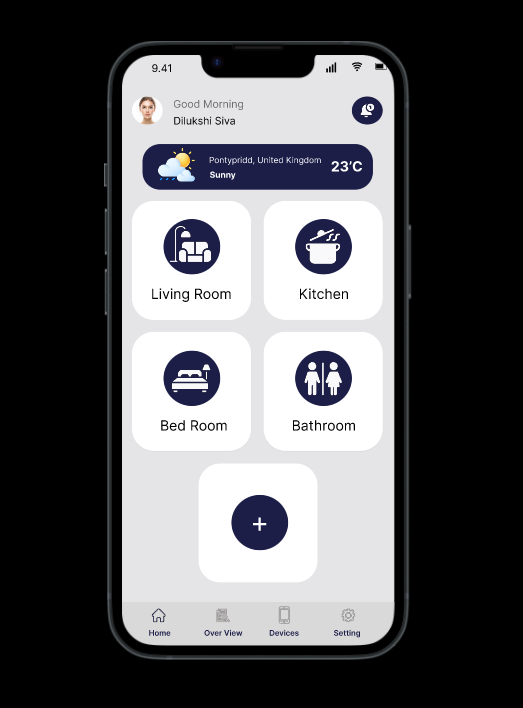 9.41
Good Morning
Dilukshi Siva
Pontypridd, United Kingdom
Sunny
23'C
Living Room
Kitchen
Bed Room
Bathroom
+
Home
Over View
Devices
Setting